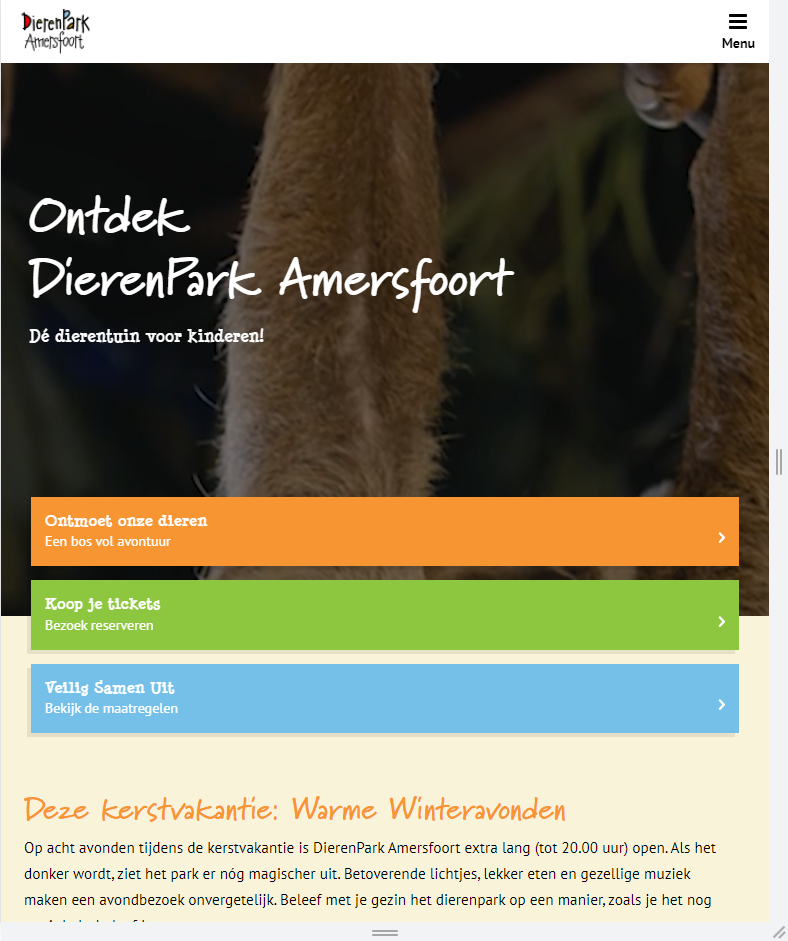 DierenPark
Amersfoort
Menu
Ontdek
DierenPark Amersfoort
Dé dierentuin voor kinderen!
Ontmoet onze dieren
Een bos vol avontuur
Koop je tickets
Bezoek reserveren
Veilig Samen Uit
Bekijk de maatregelen
Deze kerstvakantie: Warme Winteravonden
Op acht avonden tijdens de kerstvakantie is DierenPark Amersfoort extra lang (tot 20.00 uur) open. Als het
donker wordt, ziet het park er nóg magischer uit. Betoverende lichtjes, lekker eten en gezellige muziek
maken een avondbezoek onvergetelijk. Beleef met je gezin het dierenpark op een manier, zoals je het nog